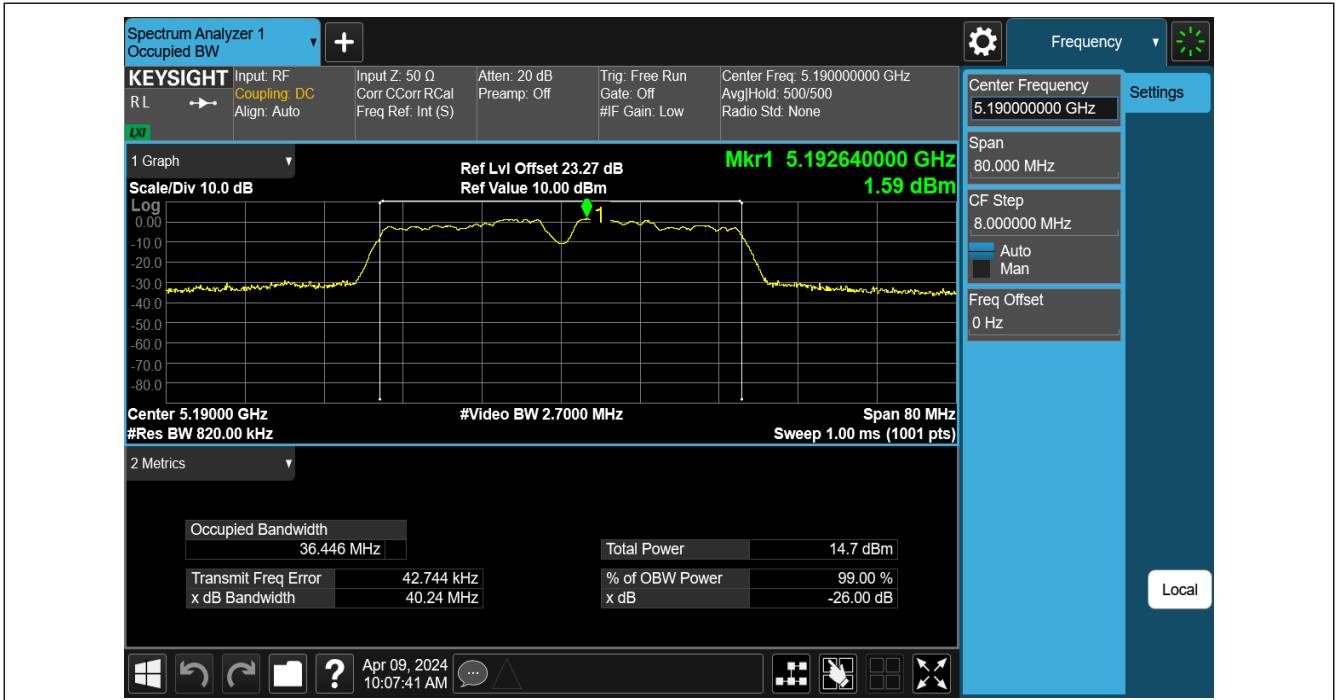 Spectrum Analyzer 1
Occupied BW
Frequency
KEYSIGHT
RL
LXI
Input: RF
Coupling: DC
Align: Auto
Input Z: 50 Ω
Corr CCorr RCal
Freq Ref: Int (S)
Atten: 20 dB
Preamp: Off
Trig: Free Run
Gate: Off
#IF Gain: Low
Center Freq: 5.190000000 GHz
Avg|Hold: 500/500
Radio Std: None
Center Frequency
5.190000000 GHz
Settings
Span
80.000 MHz
CF Step
8.000000 MHz
Auto
Man
Freq Offset
0 Hz
1 Graph
Scale/Div 10.0 dB
Ref Lvl Offset 23.27 dB
Ref Value 10.00 dBm
Mkr1 5.192640000 GHz
1.59 dBm
Log
1
0.00
-10.0
-20.0
-30.0
-40.0
-50.0
-60.0
-70.0
-80.0
Center 5.19000 GHz
#Res BW 820.00 kHz
#Video BW 2.7000 MHz
Span 80 MHz
Sweep 1.00 ms (1001 pts)
2 Metrics
Occupied Bandwidth
36.446 MHz
Total Power 14.7 dBm
Transmit Freq Error 42.744 kHz
% of OBW Power 99.00 %
x dB Bandwidth 40.24 MHz
x dB -26.00 dB
Local
?
Apr 09, 2024
10:07:41 AM